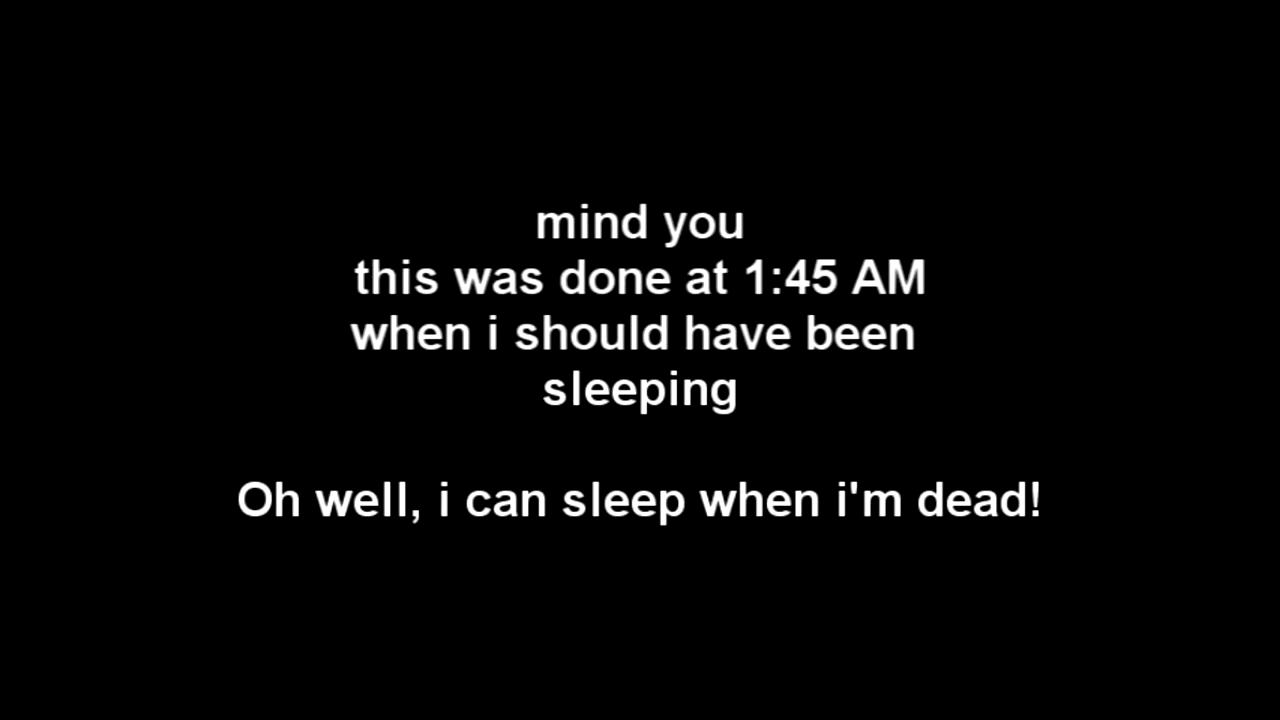 mind you
this was done at 1:45 AM
when i should have been
sleeping
Oh well, i can sleep when i'm dead!